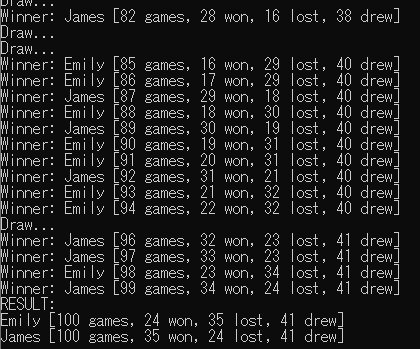 Draw...
Winner: James [82 games, 28 won, 16 lost, 38 drew]
Draw...
Draw...
Winner: Emily [85 games, 16 won, 29 lost, 40 drew]
Winner: Emily [86 games, 17 won, 29 lost, 40 drew]
Winner: James [87 games, 29 won, 18 lost, 40 drew]
Winner: Emily [88 games, 18 won, 30 lost, 40 drew]
Winner: James [89 games, 30 won, 19 lost, 40 drew]
Winner: Emily [90 games, 19 won, 31 lost, 40 drew]
Winner: Emily [91 games, 20 won, 31 lost, 40 drew]
Winner: James [92 games, 31 won, 21 lost, 40 drew]
Winner: Emily [93 games, 21 won, 32 lost, 40 drew]
Winner: Emily [94 games, 22 won, 32 lost, 40 drew]
Draw...
Winner: James [96 games, 32 won, 23 lost, 41 drew]
Winner: James [97 games, 33 won, 23 lost, 41 drew]
Winner: Emily [98 games, 23 won, 34 lost, 41 drew]
Winner: James [99 games, 34 won, 24 lost, 41 drew]
RESULT:
Emily [100 games, 24 won, 35 lost, 41 drew]
James [100 games, 35 won, 24 lost, 41 drew]